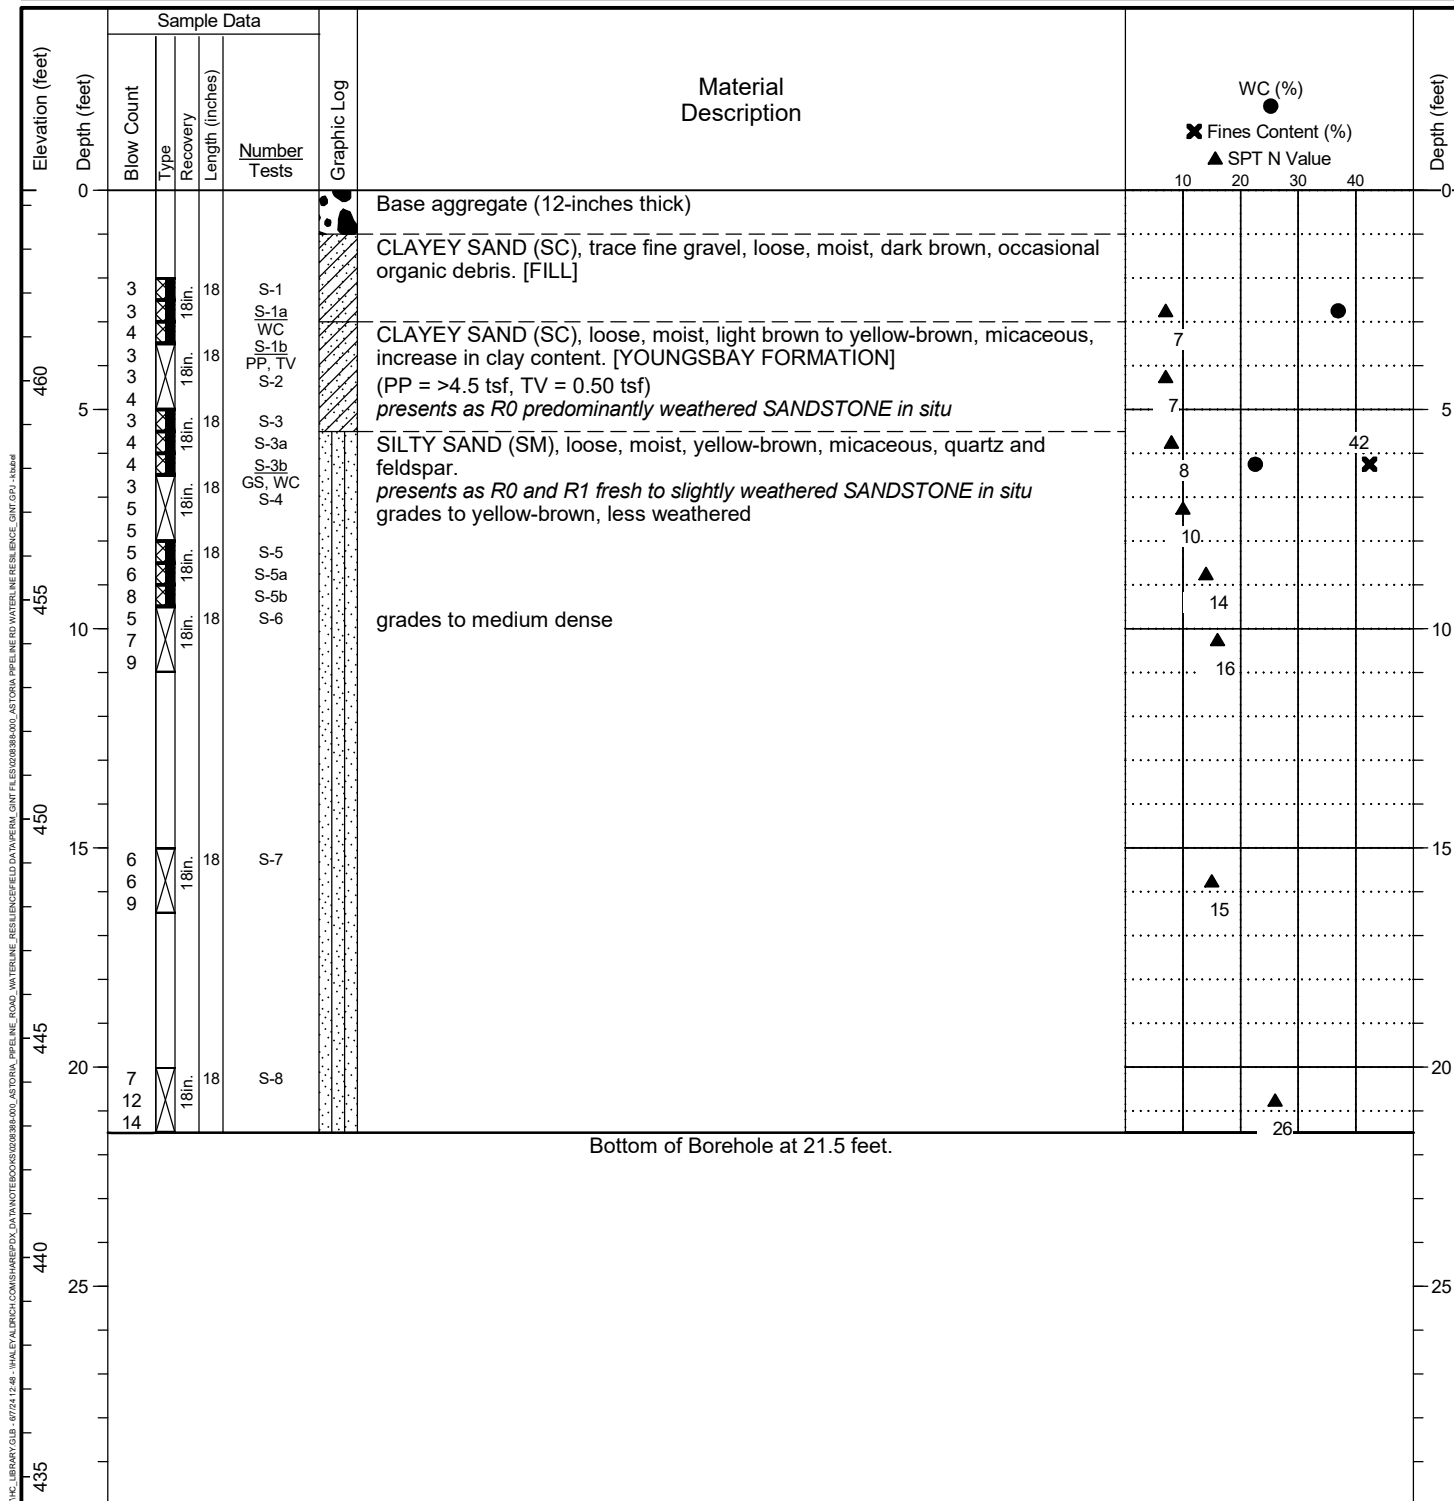 Sample Data
Elevation (feet)
Depth (feet)
Blow Count
Type
Recovery
Length (inches)
Number
Tests
Graphic Log
Material
Description
WC (%)
Fines Content (%)
SPT N Value
10 20 30 40
Depth (feet)
0 0
Base aggregate (12-inches thick)
CLAYEY SAND (SC), trace fine gravel, loose, moist, dark brown, occasional
organic debris. [FILL]
3 18in. 18 S-1
3 S-1a
4 WC
CLAYEY SAND (SC), loose, moist, light brown to yellow-brown, micaceous,
7
S-1b
3 18in. 18 PP, TV
increase in clay content. [YOUNGSBAY FORMATION]
460
3 S-2
(PP = >4.5 tsf, TV = 0.50 tsf)
4
7
presents as R0 predominantly weathered SANDSTONE in situ
5 5
3 18in. 18 S-3
4 S-3a
SILTY SAND (SM), loose, moist, yellow-brown, micaceous, quartz and
42
4 S-3b
feldspar.
8
GS, WC
3 18in. 18 S-4
presents as R0 and R1 fresh to slightly weathered SANDSTONE in situ
5
grades to yellow-brown, less weathered
5
10
5 18in. 18 S-5
6 S-5a
8 S-5b
455
14
5 18in. 18 S-6
grades to medium dense
10 10
7
9
16
450
15 15
6 18in. 18 S-7
6
9
15
445
20 20
7 18in. 18 S-8
12
14
26
Bottom of Borehole at 21.5 feet.
440
25 25
435